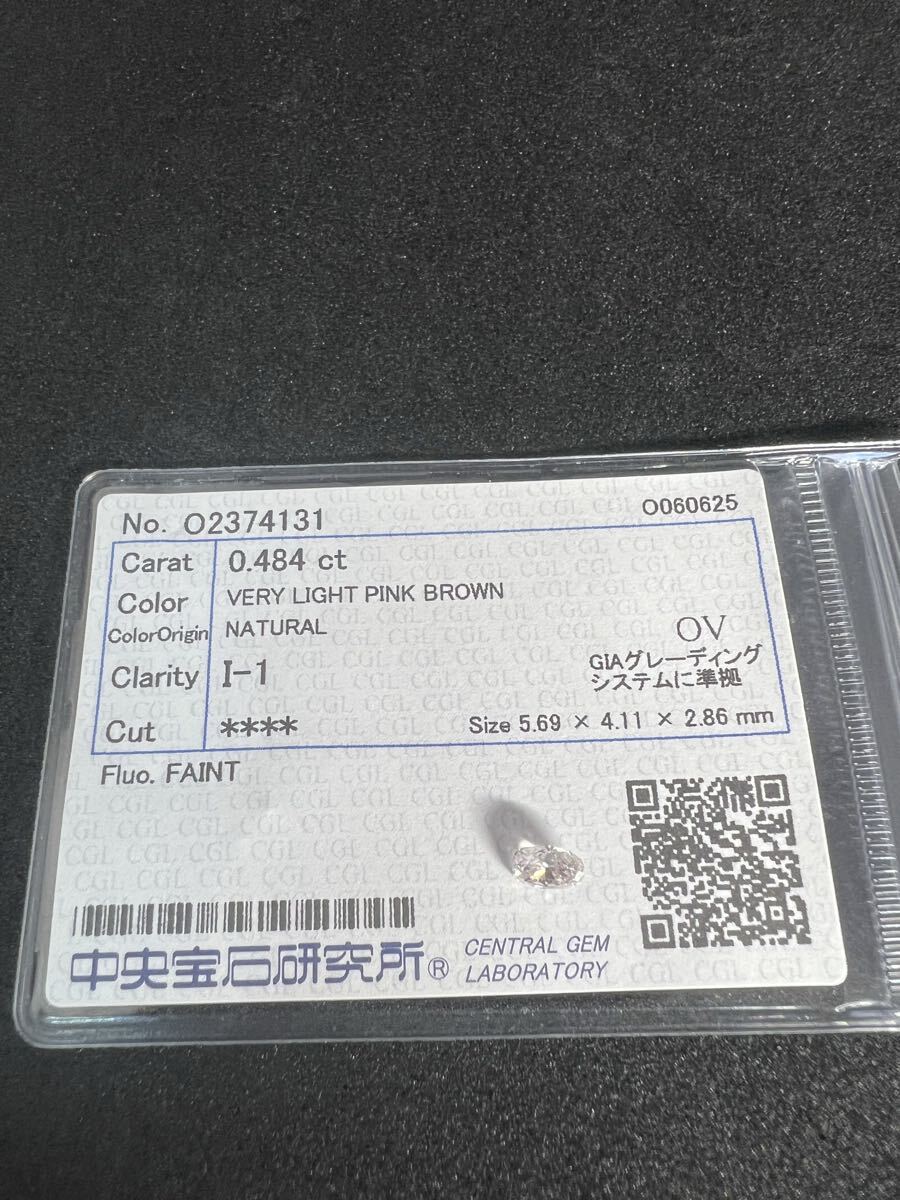 No. O2374131
O060625
Carat 0.484 ct
Color VERY LIGHT PINK BROWN
ColorOrigin NATURAL
OV
Clarity I-1
GIAグレーディング
システムに準拠
Cut ****
Size 5.69 × 4.11 × 2.86 mm
Fluo. FAINT
中央宝石研究所®
CENTRAL GEM
LABORATORY